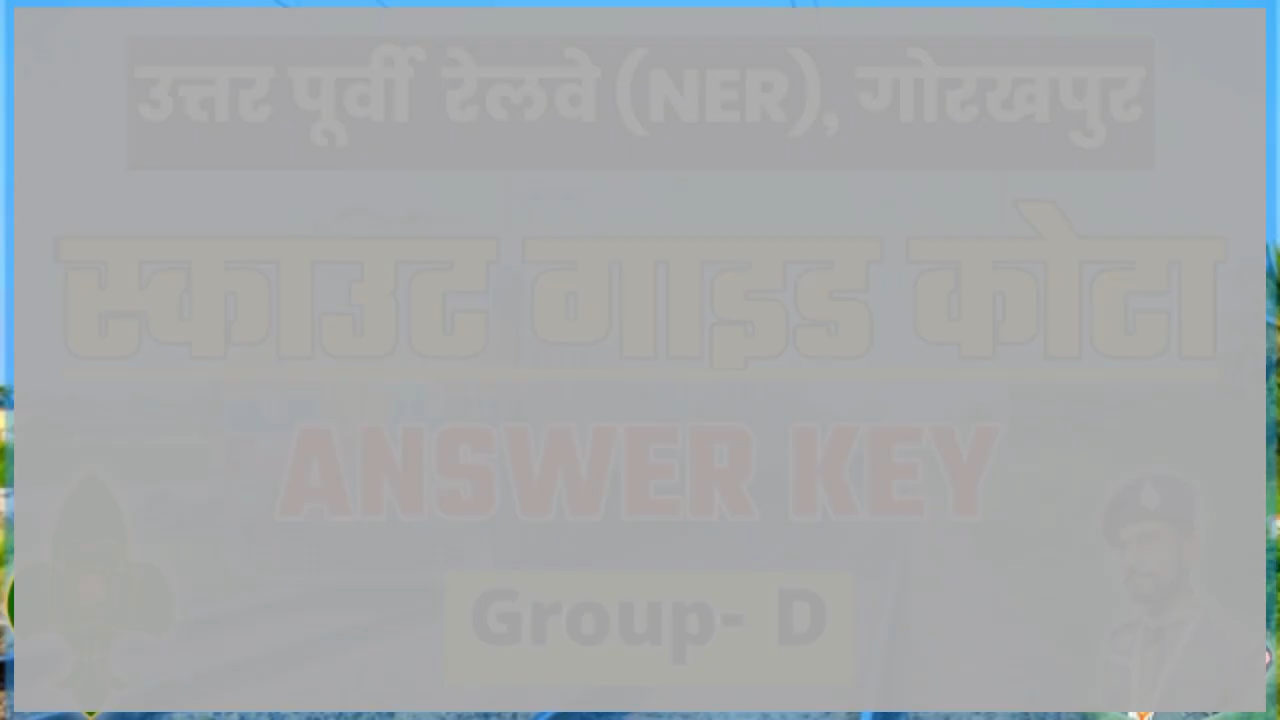 उत्तर पूर्वी रेलवे (NER), गोरखपुर
स्काउट गाइड कोटा
ANSWER KEY
Group- D